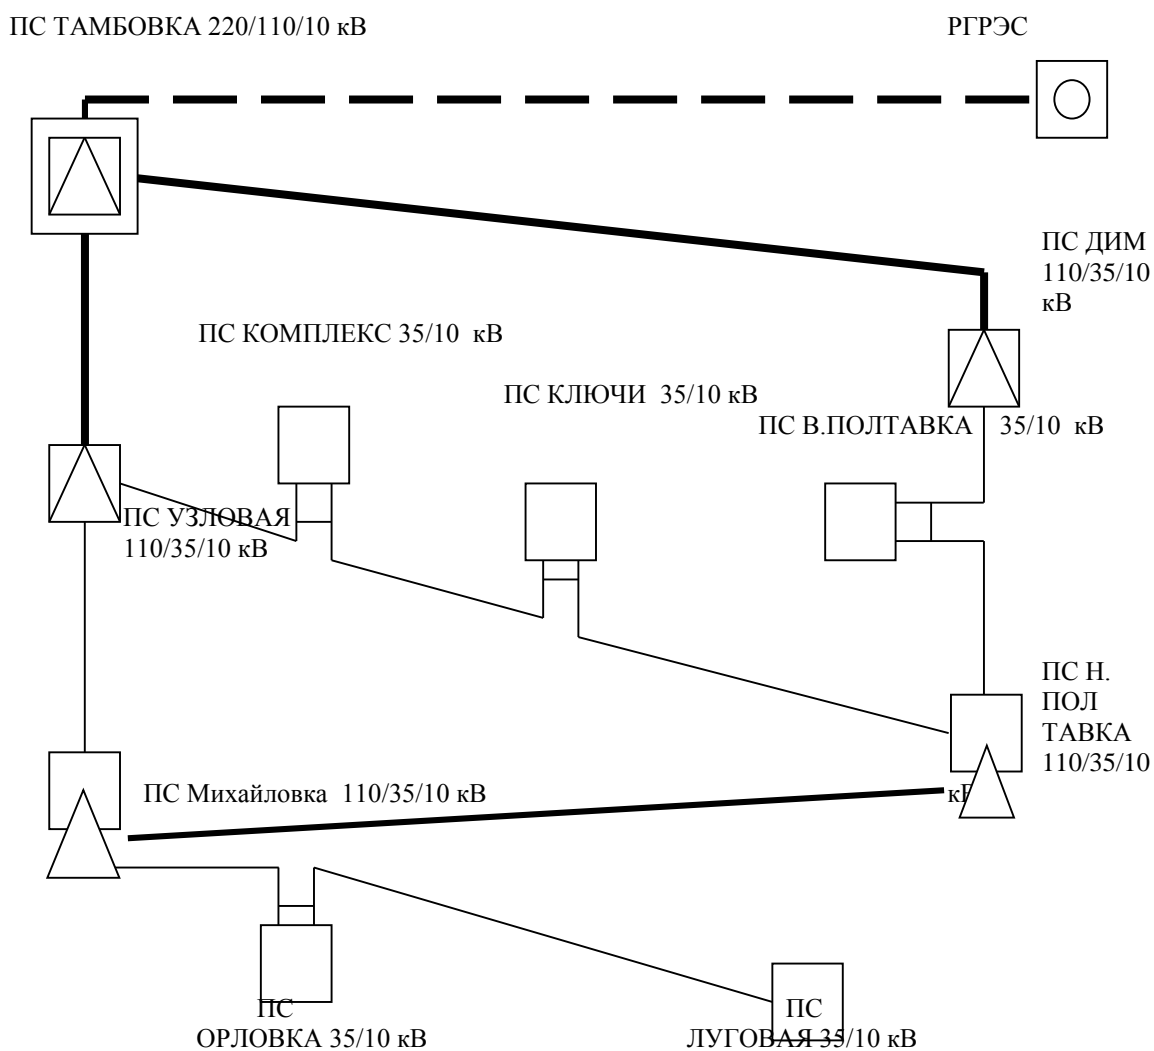 ПС ТАМБОВКА 220/110/10 кВ
РГРЭС
ПС ДИМ
110/35/10
кВ
ПС КОМПЛЕКС 35/10 кВ
ПС КЛЮЧИ 35/10 кВ
ПС В.ПОЛТАВКА 35/10 кВ
ПС УЗЛОВАЯ
110/35/10 кВ
ПС Н.
ПОЛ
ТАВКА
110/35/10
кВ
ПС Михайловка 110/35/10 кВ
ПС
ОРЛОВКА 35/10 кВ
ПС
ЛУГОВАЯ 35/10 кВ